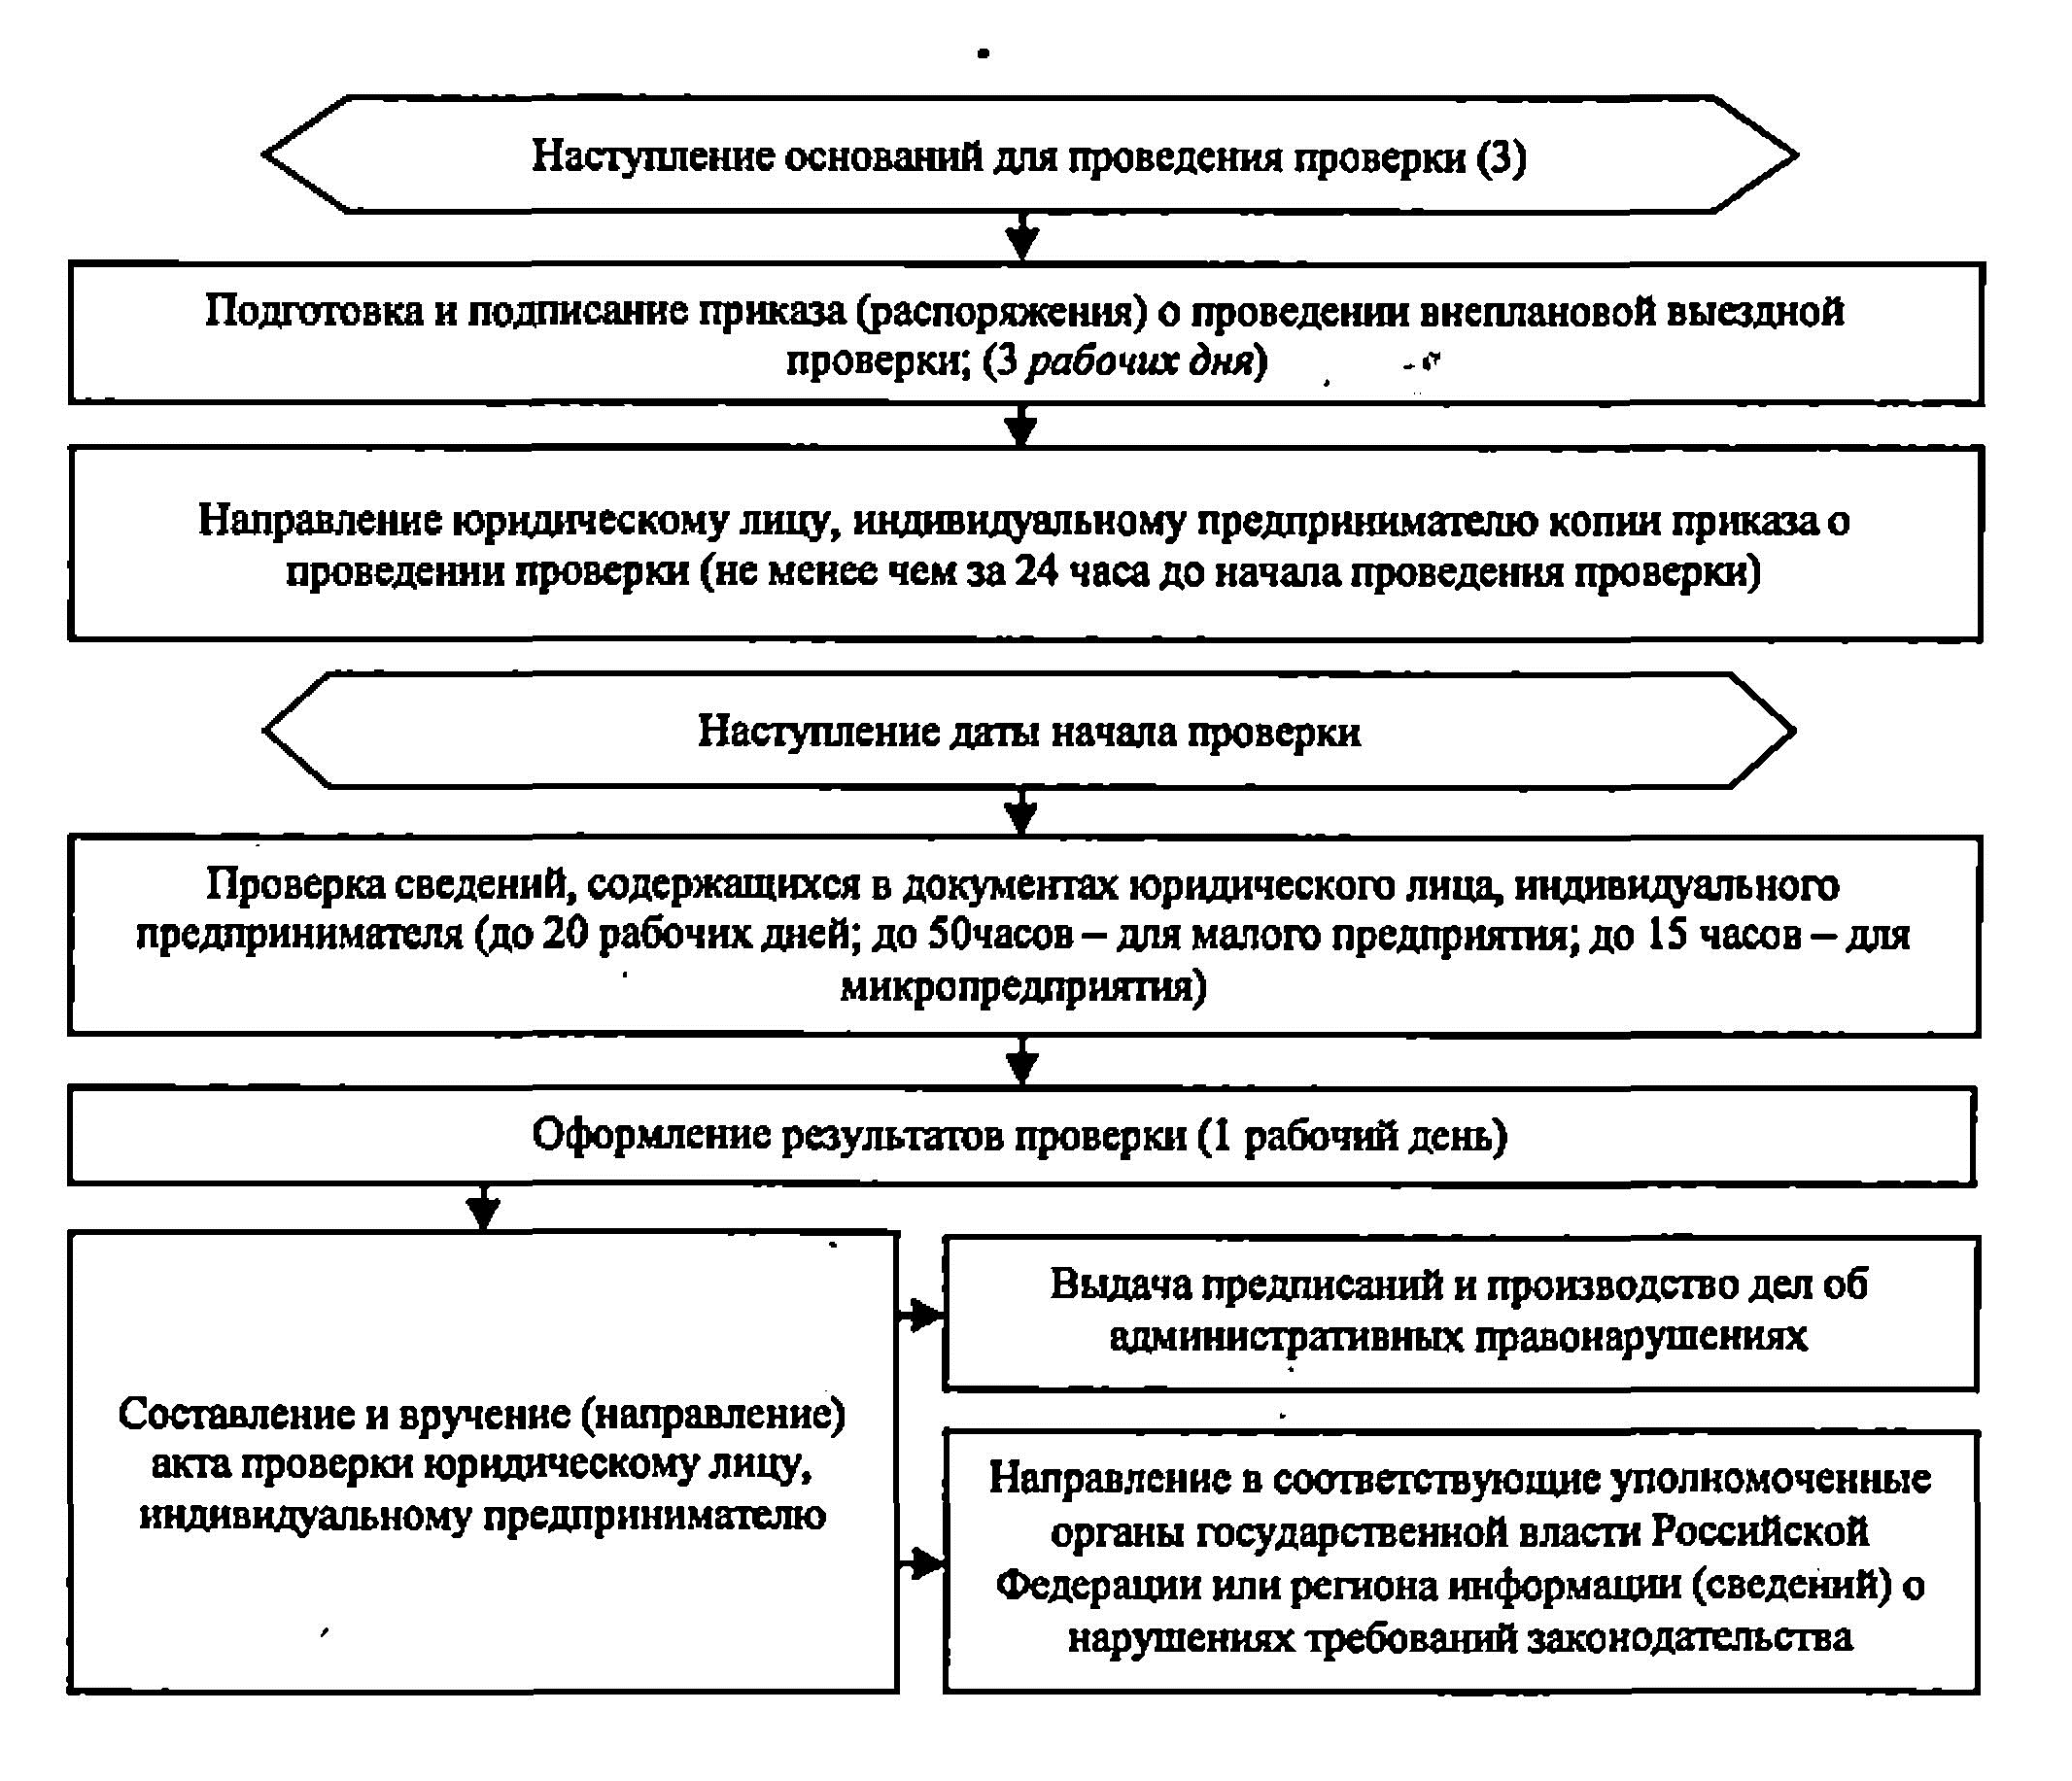 Наступление оснований для проведения проверки (3)
Подготовка и подписание приказа (распоряжения) о проведении внеплановой выездной
проверки; (3 рабочих дня)
Направление юридическому лицу, индивидуальному предпринимателю копии приказа о
проведении проверки (не менее чем за 24 часа до начала проведения проверки)
Наступление даты начала проверки
Проверка сведений, содержащихся в документах юридического лица, индивидуального
предпринимателя (до 20 рабочих дней; до 50часов – для малого предприятия; до 15 часов – для
микропредприятия)
Оформление результатов проверки (1 рабочий день)
Составление и вручение (направление)
акта проверки юридическому лицу,
индивидуальному предпринимателю
Выдача предписаний и производство дел об
административных правонарушениях
Направление в соответствующие уполномоченные
органы государственной власти Российской
Федерации или региона информации (сведений) о
нарушениях требований законодательства